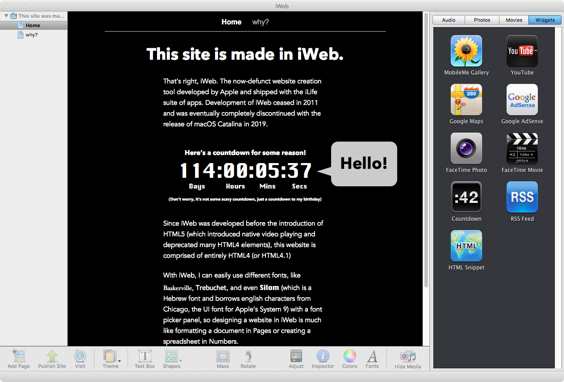 iWeb
This site was ma...
Home
why?
Home why?
This site is made in iWeb.
That's right, iWeb. The now-defunct website creation
tool developed by Apple and shipped with the iLife
suite of apps. Development of iWeb ceased in 2011
and was eventually completely discontinued with the
release of macOS Catalina in 2019.
Here's a countdown for some reason!
114:00:05:37
Days Hours Mins Secs
(Don't worry, it's not some scary countdown, just a countdown to my birthday)
Hello!
Since iWeb was developed before the introduction of
HTML5 (which introduced native video playing and
deprecated many HTML4 elements), this website is
comprised of entirely HTML4 (or HTML4.1)
With iWeb, I can easily use different fonts, like
Baskerville, Trebuchet, and even Silom (which is a
Hebrew font and borrows english characters from
Chicago, the UI font for Apple's System 9) with a font
picker panel, so designing a website in iWeb is much
like formatting a document in Pages or creating a
spreadsheet in Numbers.
Audio Photos Movies Widgets
MobileMe Gallery
You Tube
YouTube
280
Google Maps
Google AdSense
Google AdSense
FaceTime Photo
FaceTime Movie
:42
Countdown
RSS
RSS Feed
HTML
HTML Snippet
Add Page Publish Site Visit Theme Text Box Shapes Mask Rotate Adjust Inspector Colors Fonts Hide Media